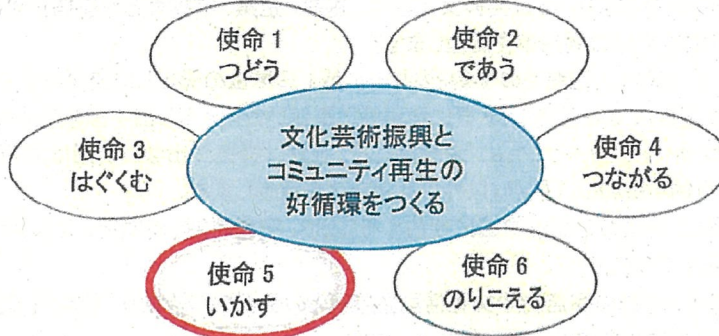 使命1
つどう
使命2
であう
文化芸術振興と
コミュニティ再生の
好循環をつくる
使命3
はぐくむ
使命4
つながる
使命5
いかす
使命6
のりこえる